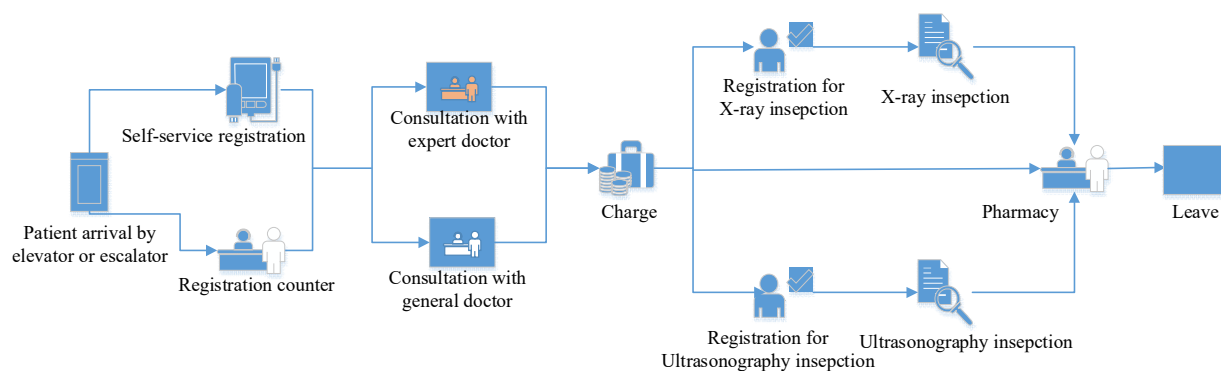 Self-service registration
Patient arrival by
elevator or escalator
Registration counter
Consultation with
expert doctor
Consultation with
general doctor
Charge
Registration for
X-ray insepction
X-ray insepction
Registration for
Ultrasonography insepction
Ultrasonography insepction
Pharmacy
Leave